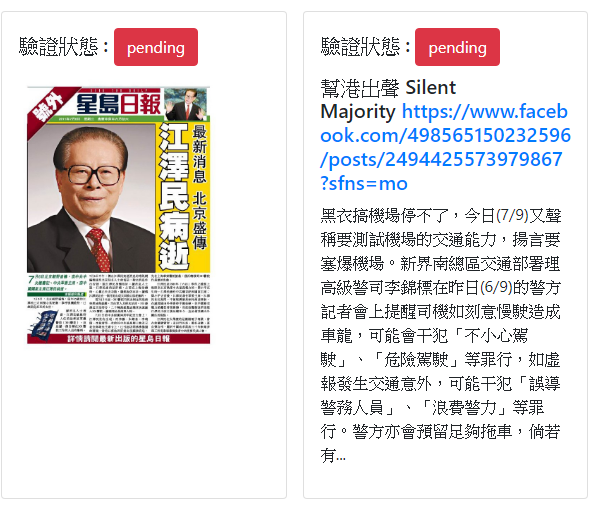 驗證狀態：pending
號外
星島日報
最新消息 北京盛傳
江澤民病逝
詳情請閱最新出版的星島日報
驗證狀態：pending
幫港出聲 Silent
Majority https://www.faceb
ook.com/498565150232596
/posts/2494425573979867
?sfns=mo
黑衣搞機場停不了，今日(7/9)又聲
稱要測試機場的交通能力，揚言要
塞爆機場。新界南總區交通部署理
高級警司李錦標在昨日(6/9)的警方
記者會上提醒司機如刻意慢駛造成
車龍，可能會干犯「不小心駕
駛」、「危險駕駛」等罪行，如虛
報發生交通意外，可能干犯「誤導
警務人員」、「浪費警力」等罪
行。警方亦會預留足夠拖車，倘若
有...